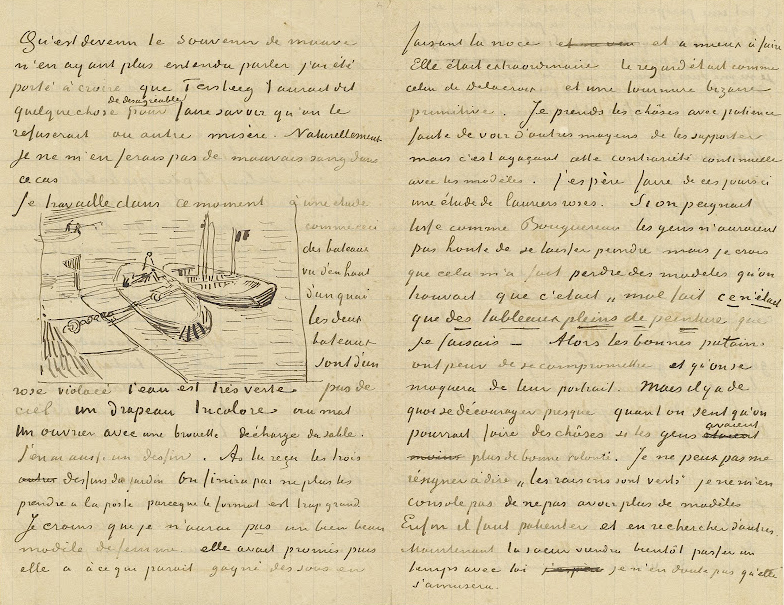 Qu'est devenu le souvenir de mauve
n'en ayant plus entendu parler j'ai été
porté à croire que Tersteeg t'aurait dit
quelquechose de desagreable pour faire savoir qu'on le
refuserait ou autre misère. Naturellement
je ne m'en ferais pas de mauvais sang dans
ce cas
Je travaille dans ce moment à une etude
comme ceci
des bateaux
vu d'en haut
d'un quai
les deux
bateaux
sont d'un
rose violacé l'eau est très verte pas de
ciel un drapeau tricolore au mat
Un ouvrier avec une brouette décharge du sable.
J'en ai aussi un dessin. As tu reçu les trois
autres dessins du jardin On finira par ne plus les
prendre à la poste parceque le format est trop grand
Je crains que je n'aurai pas un bien beau
modèle de femme. elle avait promis puis
elle a à ce que parait gagné des sous en
faisant la noce et a mieux à faire
Elle était extraordinaire le regard était comme
celui de Delacroix et une tournure bizarre
primitive. Je prends les chôses avec patience
faute de voir d'autres moyens de les supporter
mais c'est agaçant cette contrariété continuelle
avec les modèles. J'espère faire de ces jours ci
une étude de lauriers roses. Si on peignait
lisse comme Bouguereau les gens n'auraient
pas honte de se laisser peindre mais je crois
que cela m'a fait perdre des modeles qu'on
trouvait que c'était „mal fait ce n'était
que des tableaux pleins de peinture que
je faisais — Alors les bonnes putains
ont peur de se compromettre et qu'on se
moquera de leur portrait. Mais il y a de
quoi se décourager presque quant on sent qu'on
pourrait faire des chôses si les gens avaient
plus de bonne volonté. Je ne peux pas me
résigner à dire „les raisins sont verts" je ne m'en
console pas de ne pas avoir plus de modèles
Enfin il faut patienter et en rechercher d'autres.
Maintenant la soeur viendra bientôt passer un
temps avec toi je n'en doute pas qu'elle
s'amusera.